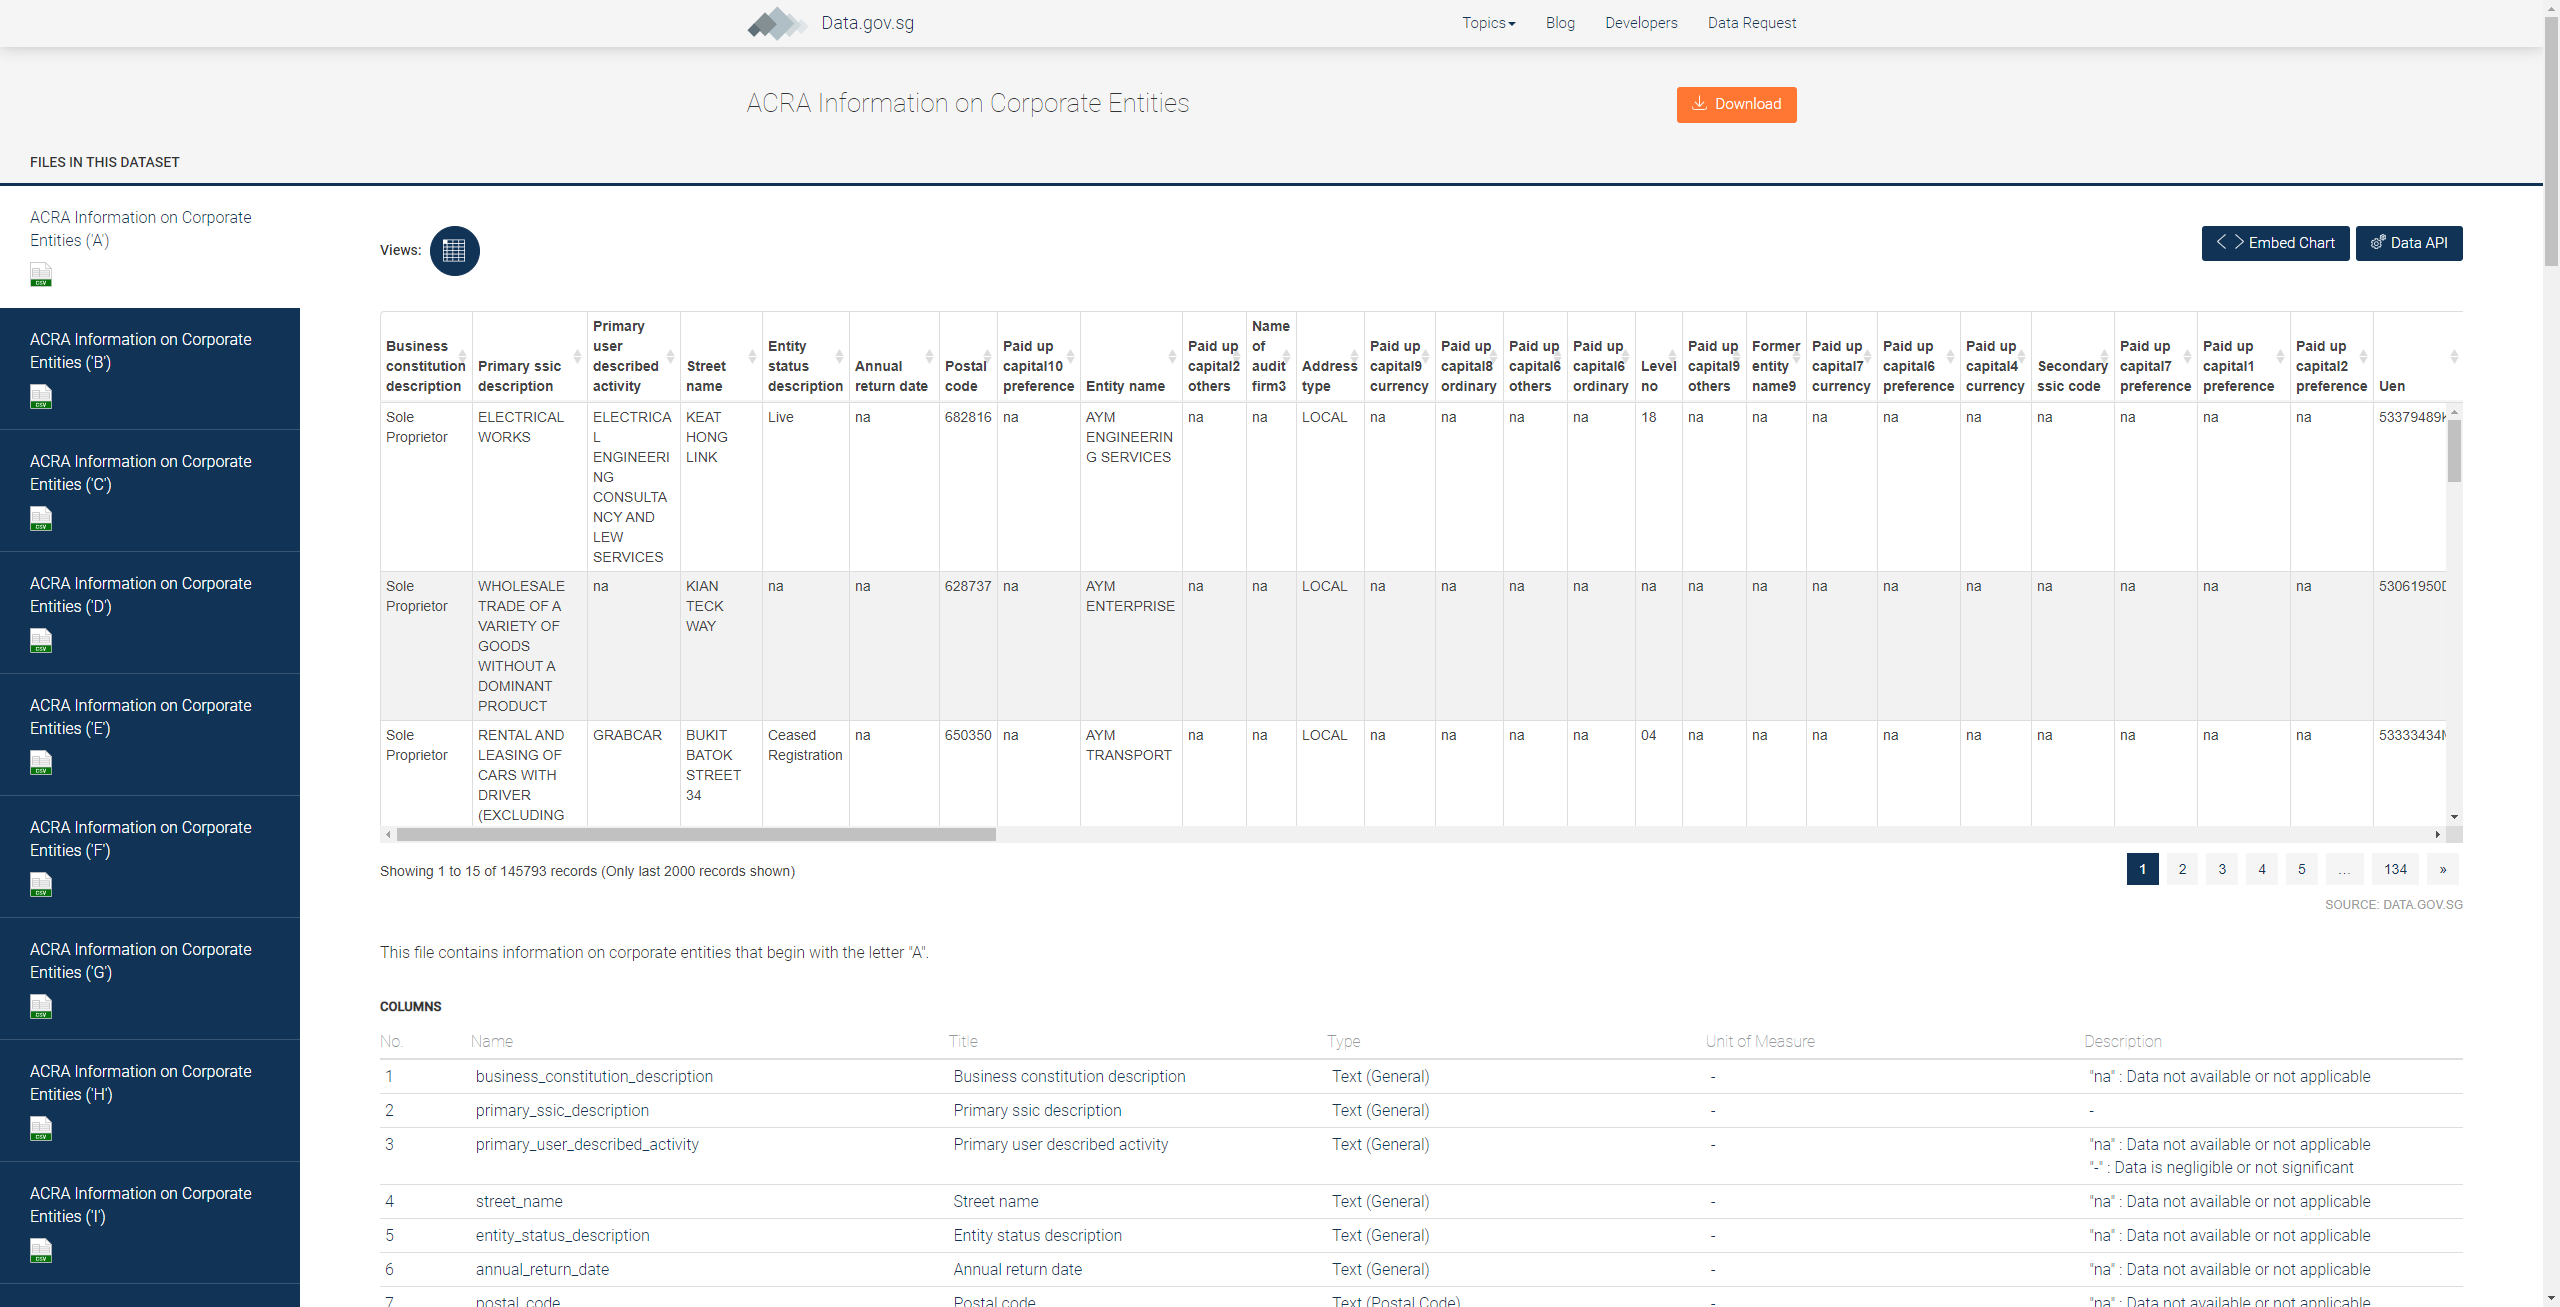 Data.gov.sg
Topics Blog Developers Data Request
ACRA Information on Corporate Entities
Download
FILES IN THIS DATASET
ACRA Information on Corporate
Entities ('A')
CSV
ACRA Information on Corporate
Entities ('B')
CSV
ACRA Information on Corporate
Entities ('C')
CSV
ACRA Information on Corporate
Entities ('D')
CSV
ACRA Information on Corporate
Entities ('E')
CSV
ACRA Information on Corporate
Entities ('F')
CSV
ACRA Information on Corporate
Entities ('G')
CSV
ACRA Information on Corporate
Entities ('H')
CSV
ACRA Information on Corporate
Entities ('I')
CSV
Views:
< > Embed Chart
Data API
Business
constitution
description
Primary ssic
description
Primary
user
described
activity
Street
name
Entity
status
description
Annual
return date
Postal
code
Paid up
capital10
preference
Entity name
Paid up
capital2
others
Name
of
audit
firm3
Address
type
Paid up
capital9
currency
Paid up
capital8
ordinary
Paid up
capital6
others
Paid up
capital6
ordinary
Level
no
Paid up
capital9
others
Former
entity
name9
Paid up
capital7
currency
Paid up
capital6
preference
Paid up
capital4
currency
Secondary
ssic code
Paid up
capital7
preference
Paid up
capital1
preference
Paid up
capital2
preference
Uen
Sole
Proprietor
ELECTRICAL
WORKS
ELECTRICA
L
ENGINEERI
NG
CONSULTA
NCY AND
LEW
SERVICES
KEAT
HONG
LINK
Live
na
682816
na
AYM
ENGINEERIN
G SERVICES
na
na
LOCAL
na
na
na
na
18
na
na
na
na
na
na
na
na
na
53379489K
Sole
Proprietor
WHOLESALE
TRADE OF A
VARIETY OF
GOODS
WITHOUT A
DOMINANT
PRODUCT
na
KIAN
TECK
WAY
na
na
628737
na
AYM
ENTERPRISE
na
na
LOCAL
na
na
na
na
na
na
na
na
na
na
na
na
na
na
53061950D
Sole
Proprietor
RENTAL AND
LEASING OF
CARS WITH
DRIVER
(EXCLUDING
GRABCAR
BUKIT
BATOK
STREET
34
Ceased
Registration
na
650350
na
AYM
TRANSPORT
na
na
LOCAL
na
na
na
na
04
na
na
na
na
na
na
na
na
na
53333434M
Showing 1 to 15 of 145793 records (Only last 2000 records shown)
1 2 3 4 5 ... 134 »
SOURCE: DATA.GOV.SG
This file contains information on corporate entities that begin with the letter "A".
COLUMNS
No. Name Title Type Unit of Measure Description
1 business_constitution_description Business constitution description Text (General) - "na" : Data not available or not applicable
2 primary_ssic_description Primary ssic description Text (General) - -
3 primary_user_described_activity Primary user described activity Text (General) - "na" : Data not available or not applicable
"-" : Data is negligible or not significant
4 street_name Street name Text (General) - "na" : Data not available or not applicable
5 entity_status_description Entity status description Text (General) - "na" : Data not available or not applicable
6 annual_return_date Annual return date Text (General) - "na" : Data not available or not applicable
7 postal_code Postal code Text (Postal Code) - "na" : Data not available or not applicable